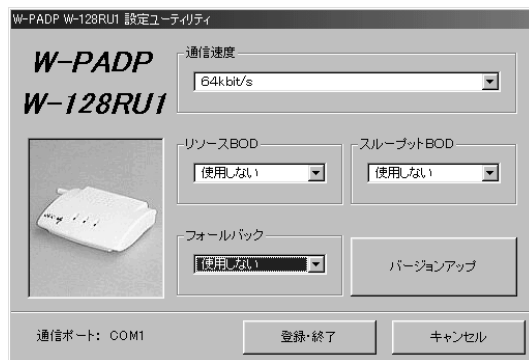 W-PADP W-128RU1 設定ユーティリティ
W-PADP
W-128RU1
通信速度
64kbit/s
リソースBOD
使用しない
スループットBOD
使用しない
フォールバック
使用しない
バージョンアップ
通信ポート: COM1
登録・終了
キャンセル